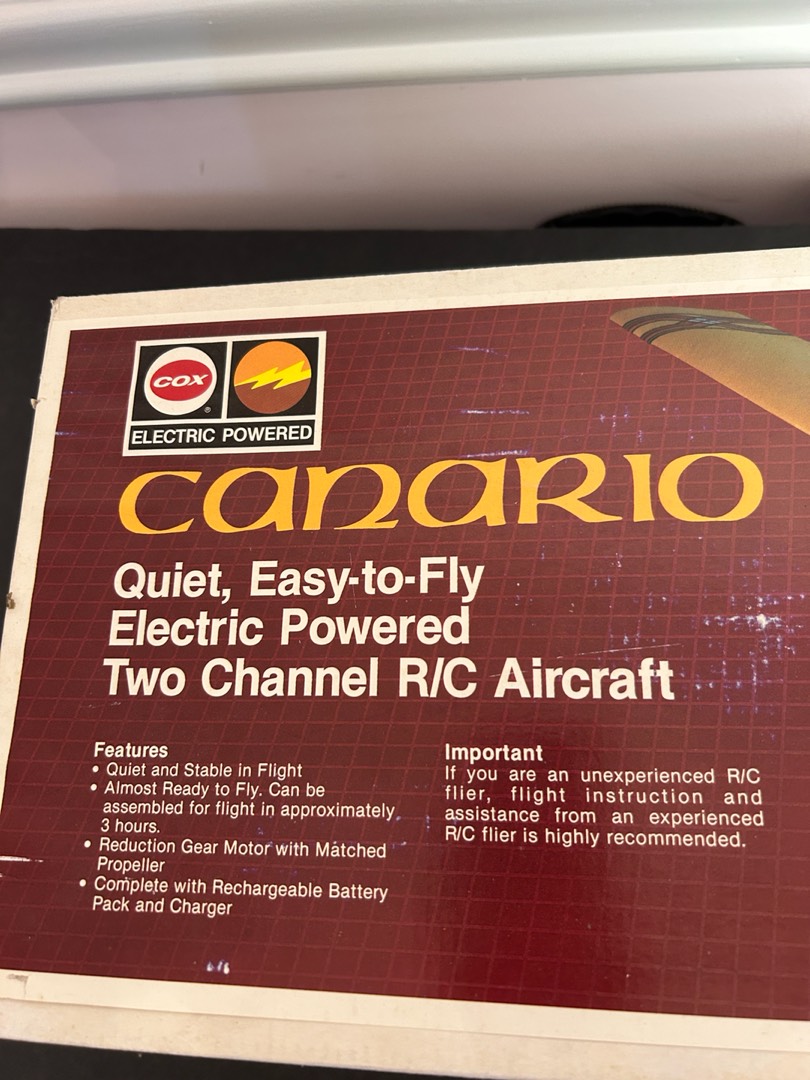 COX
®
ELECTRIC POWERED
CANARIO
Quiet, Easy-to-Fly
Electric Powered
Two Channel R/C Aircraft
Features
• Quiet and Stable in Flight
• Almost Ready to Fly. Can be
assembled for flight in approximately
3 hours.
• Reduction Gear Motor with Matched
Propeller
• Complete with Rechargeable Battery
Pack and Charger
Important
If you are an unexperienced R/C
flier, flight instruction and
assistance from an experienced
R/C flier is highly recommended.